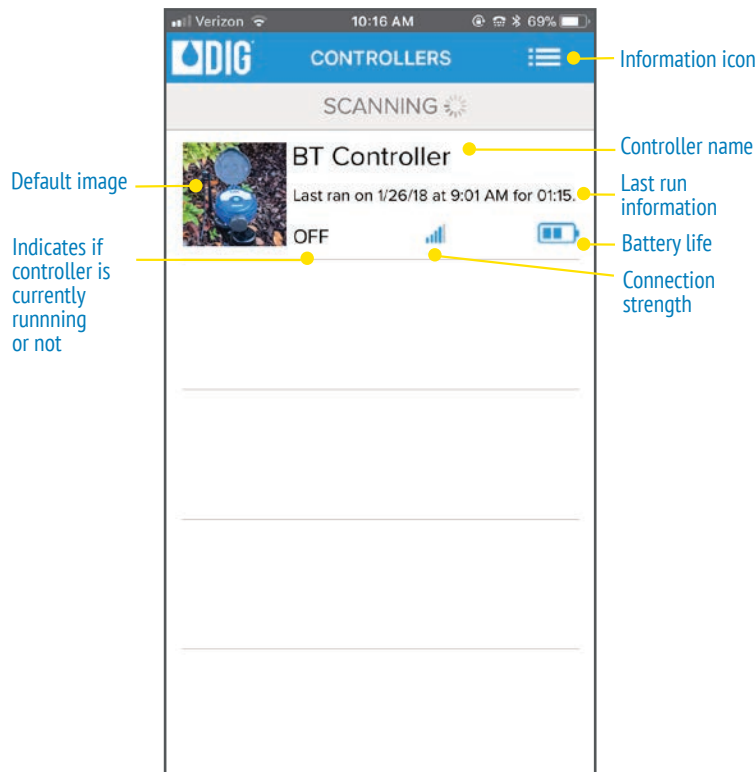 Verizon 10:16 AM 69%
DIG CONTROLLERS
Information icon
SCANNING
BT Controller
Controller name
Default image
Last ran on 1/26/18 at 9:01 AM for 01:15.
Last run
information
OFF
Battery life
Indicates if
controller is
currently
runnning
or not
Connection
strength